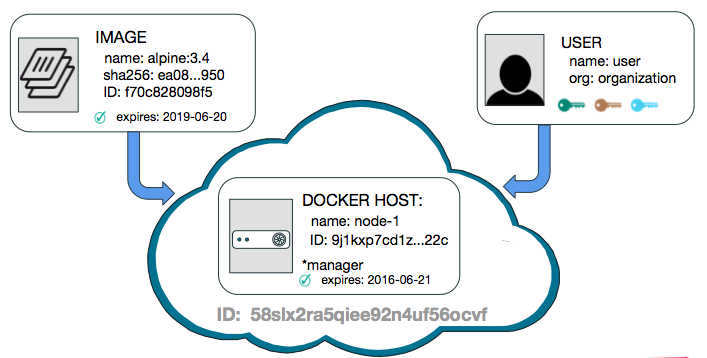 IMAGE
name: alpine:3.4
sha256: ea08...950
ID: f70c828098f5
expires: 2019-06-20
USER
name: user
org: organization
DOCKER HOST:
name: node-1
ID: 9j1kxp7cd1z...22c
*manager
expires: 2016-06-21
ID: 58slx2ra5qiee92n4uf56ocvf